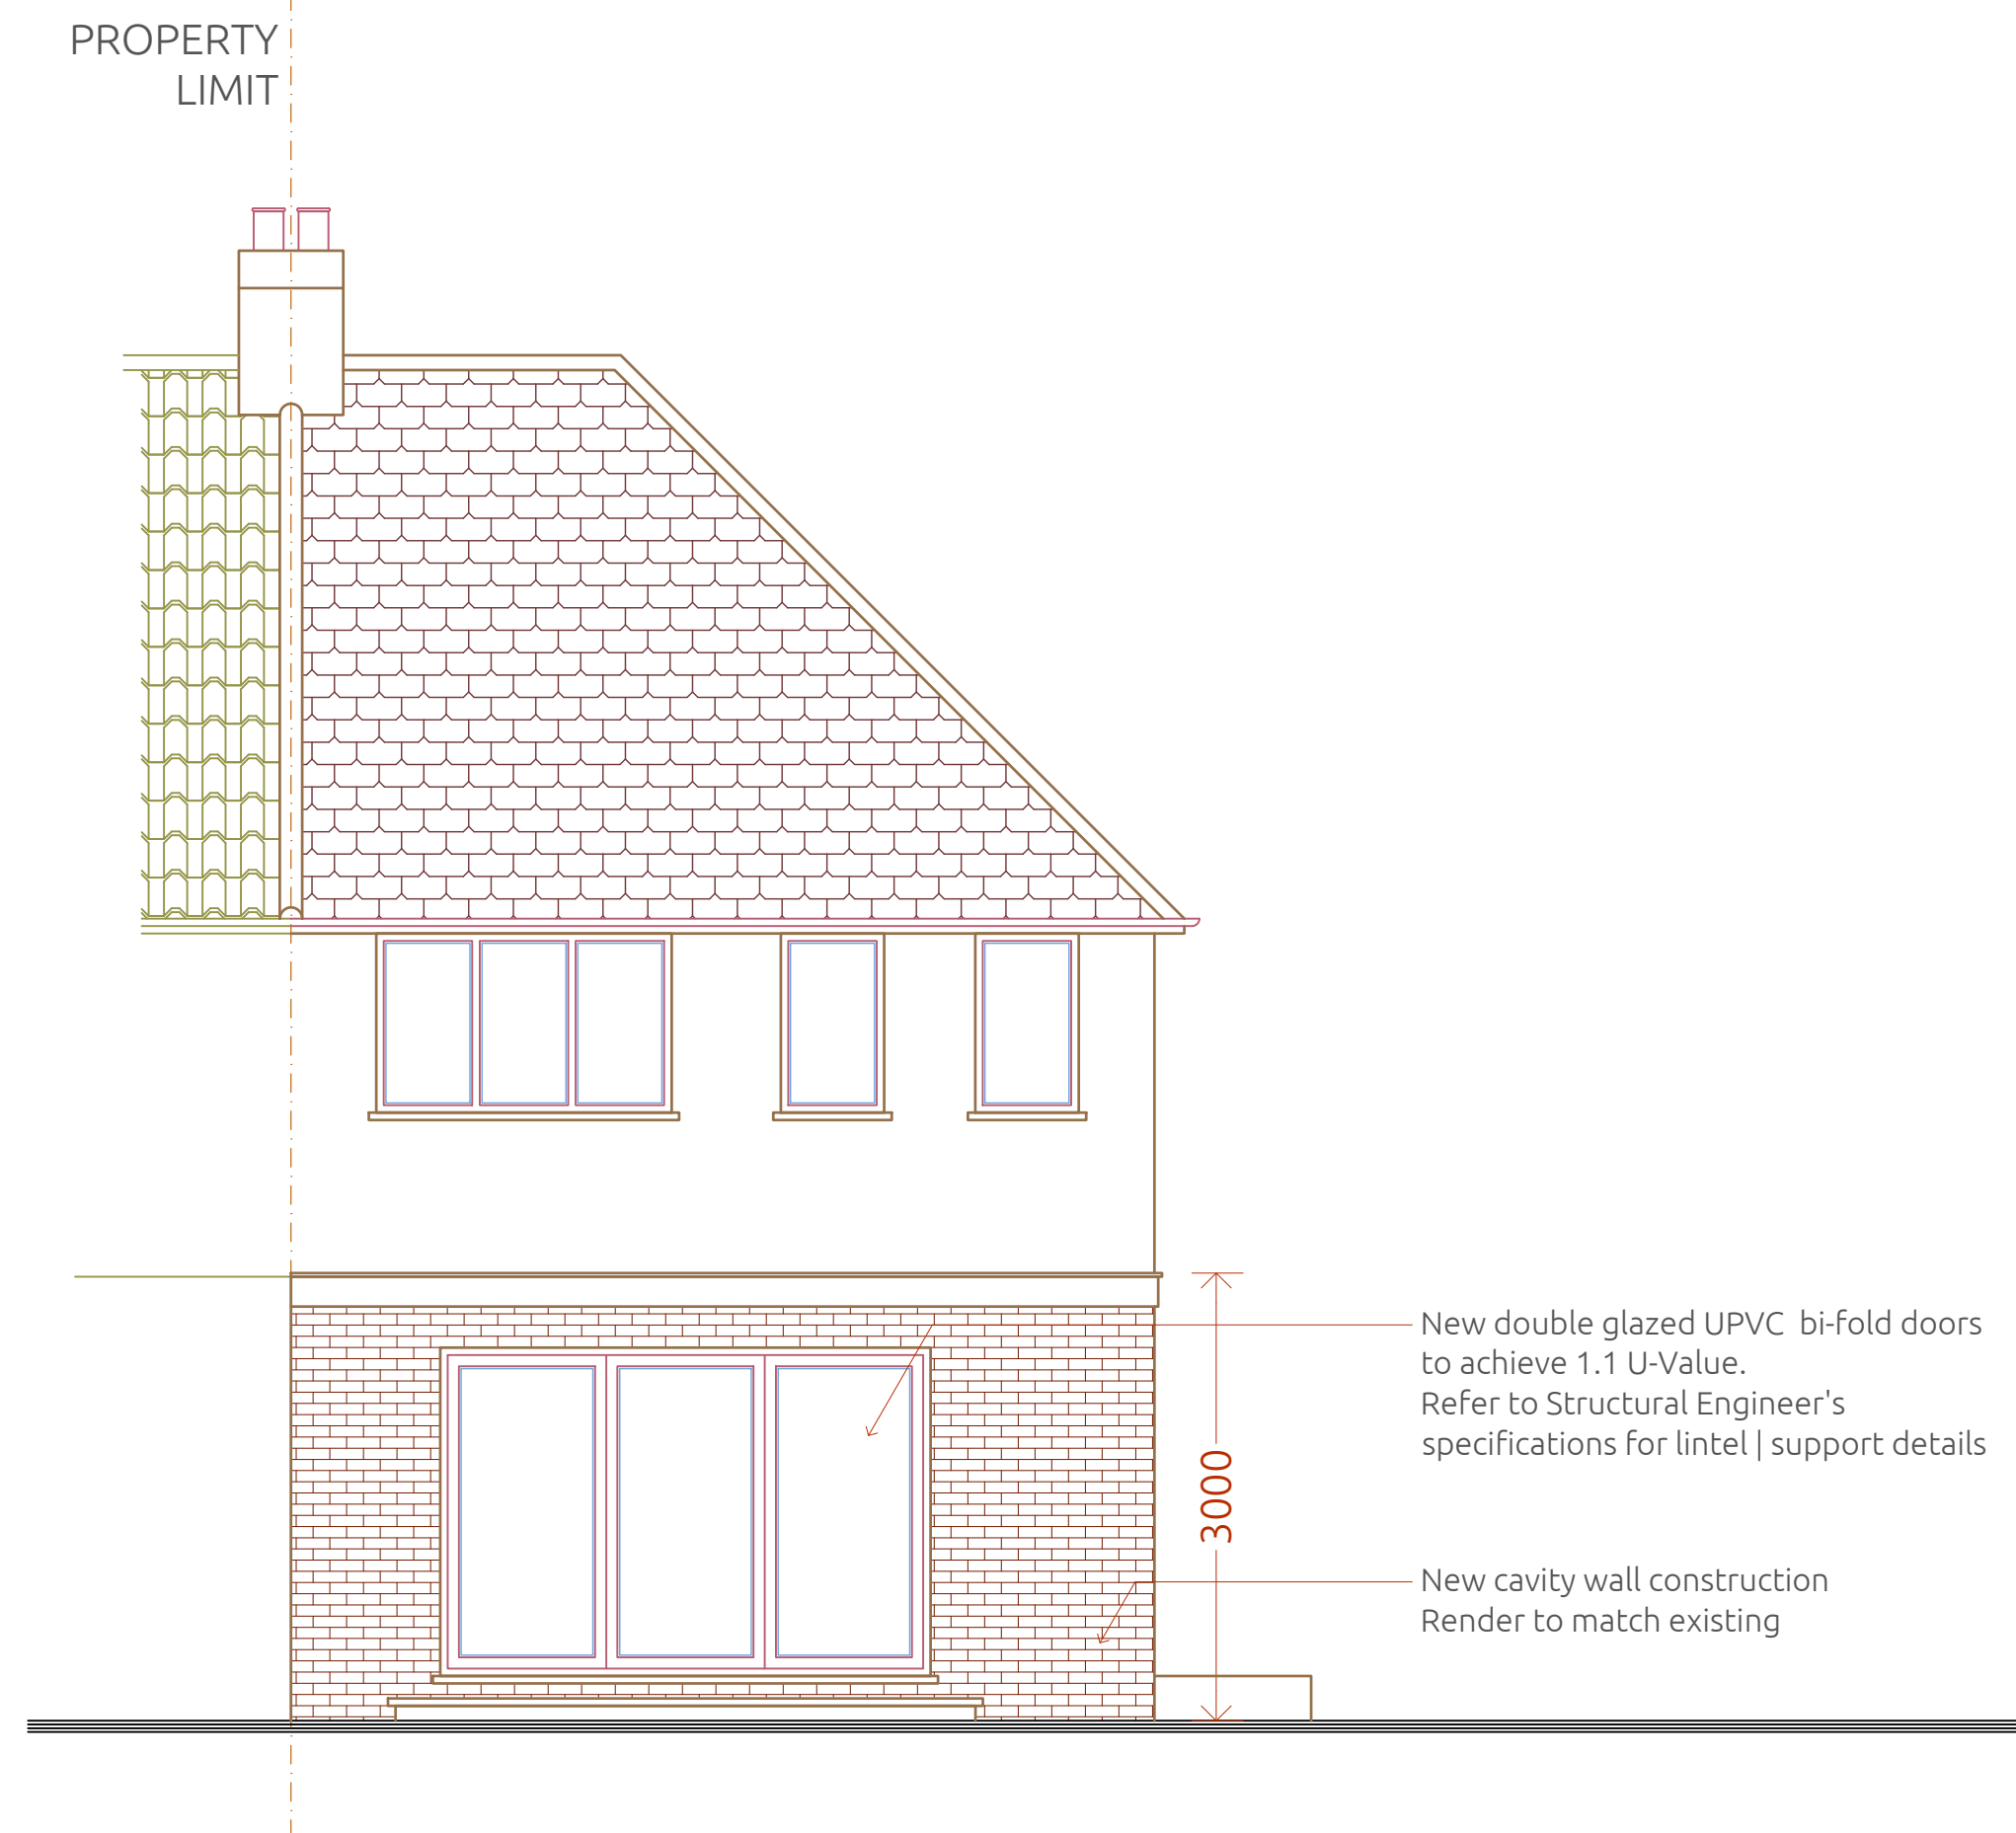 PROPERTY
LIMIT
New double glazed UPVC  bi-fold doors
to achieve 1.1 U-Value.
Refer to Structural Engineer's
specifications for lintel | support details
3000
New cavity wall construction
Render to match existing